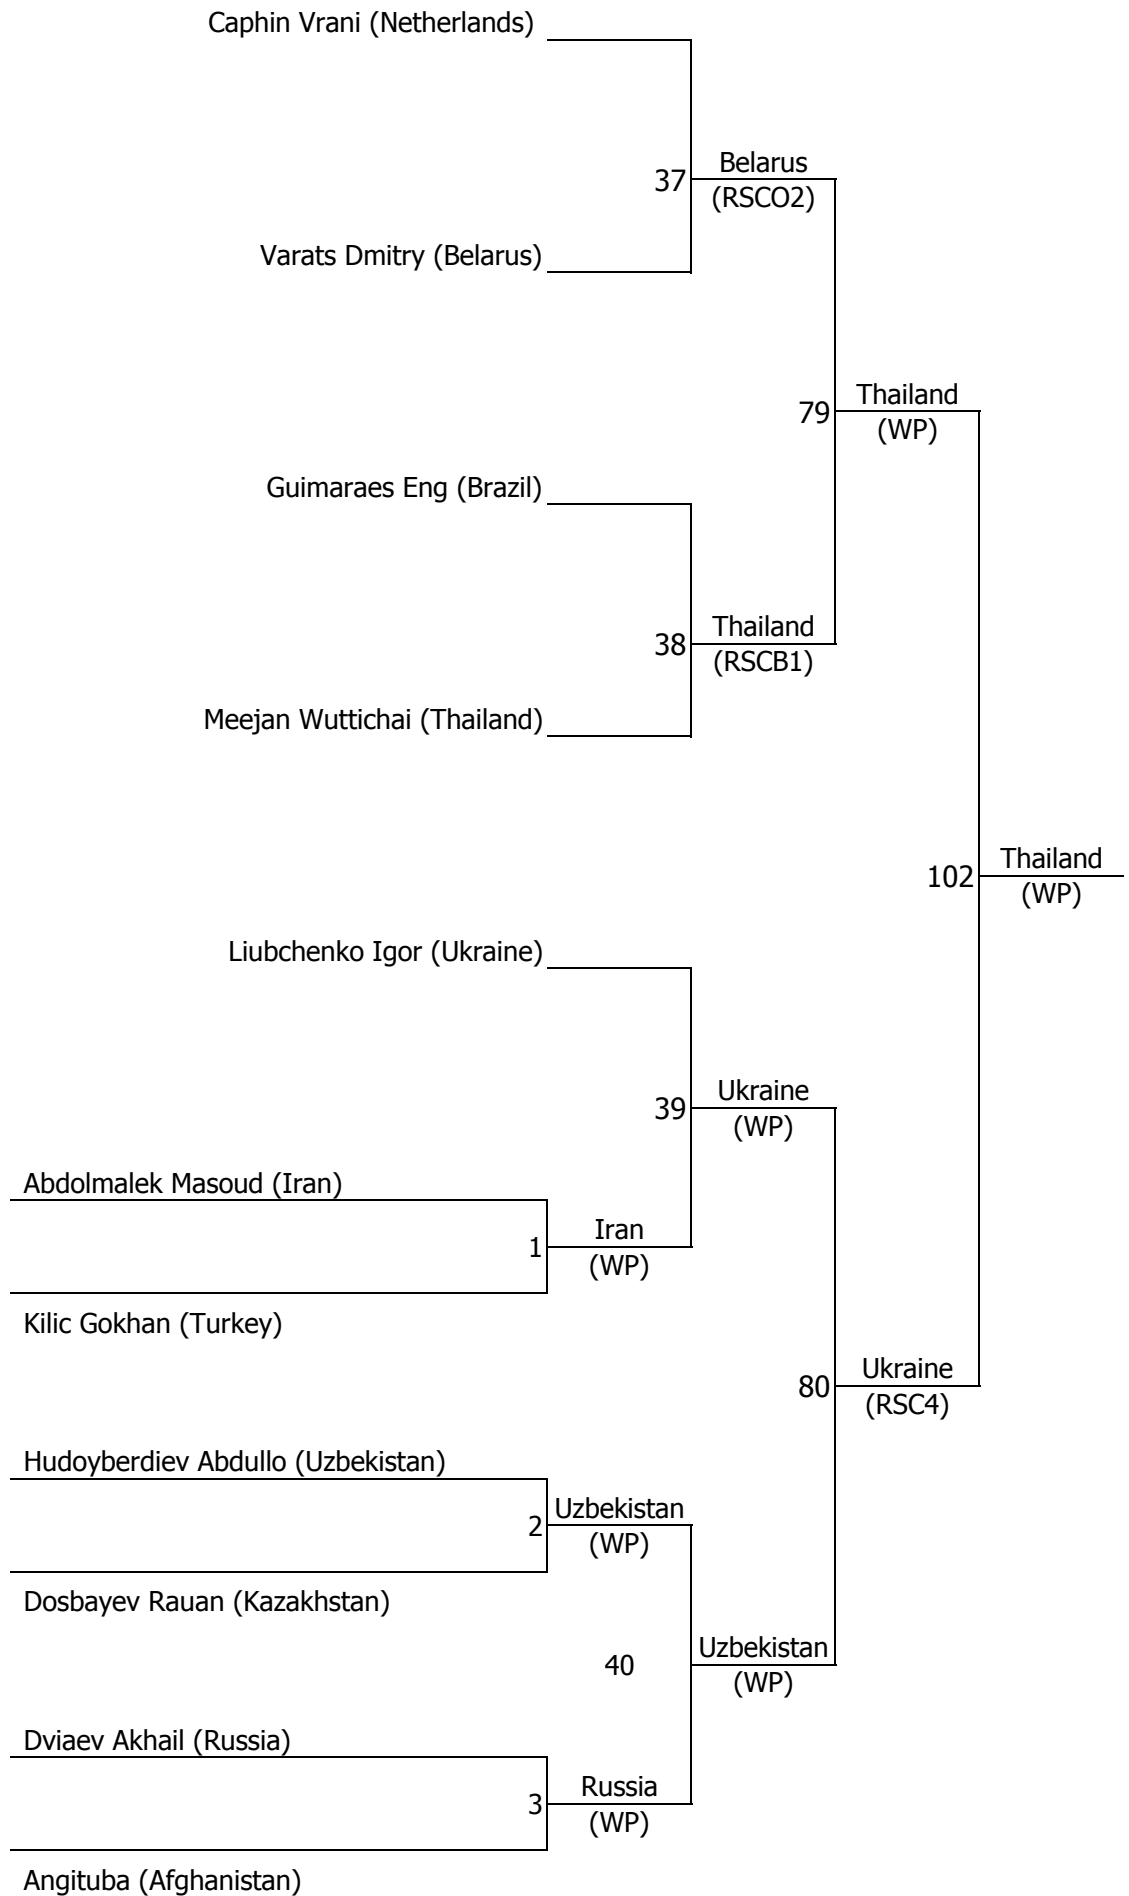 Caphin Vrani (Netherlands)
37
Belarus
(RSCO2)
Varats Dmitry (Belarus)
79
Thailand
(WP)
Guimaraes Eng (Brazil)
38
Thailand
(RSCB1)
Meejan Wuttichai (Thailand)
102
Thailand
(WP)
Liubchenko Igor (Ukraine)
39
Ukraine
(WP)
Abdolmalek Masoud (Iran)
1
Iran
(WP)
Kilic Gokhan (Turkey)
80
Ukraine
(RSC4)
Hudoyberdiev Abdullo (Uzbekistan)
2
Uzbekistan
(WP)
Dosbayev Rauan (Kazakhstan)
40
Uzbekistan
(WP)
Dviaev Akhail (Russia)
3
Russia
(WP)
Angituba (Afghanistan)